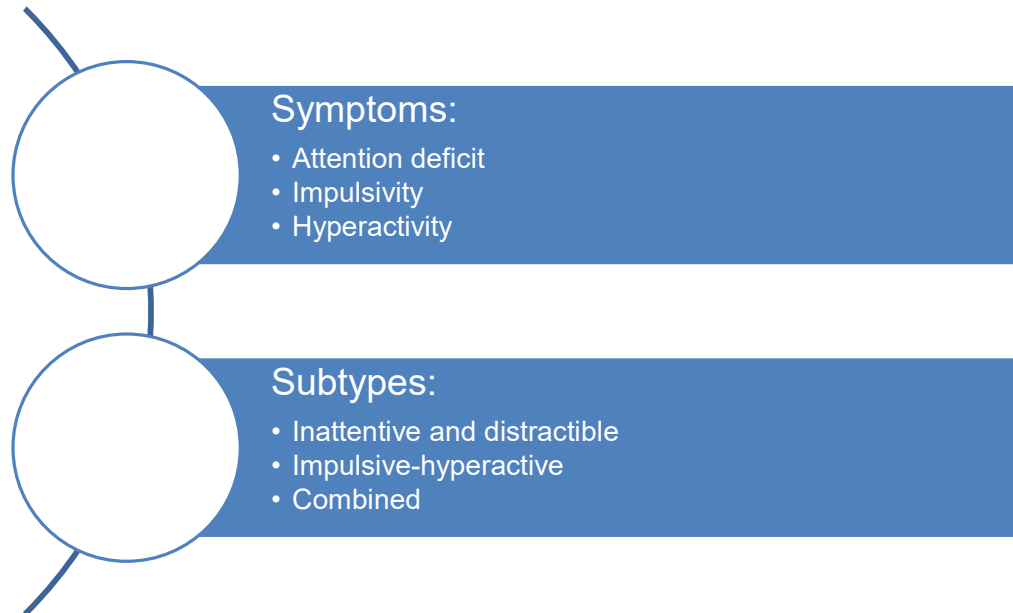 Symptoms:
• Attention deficit
• Impulsivity
• Hyperactivity
Subtypes:
• Inattentive and distractible
• Impulsive-hyperactive
• Combined